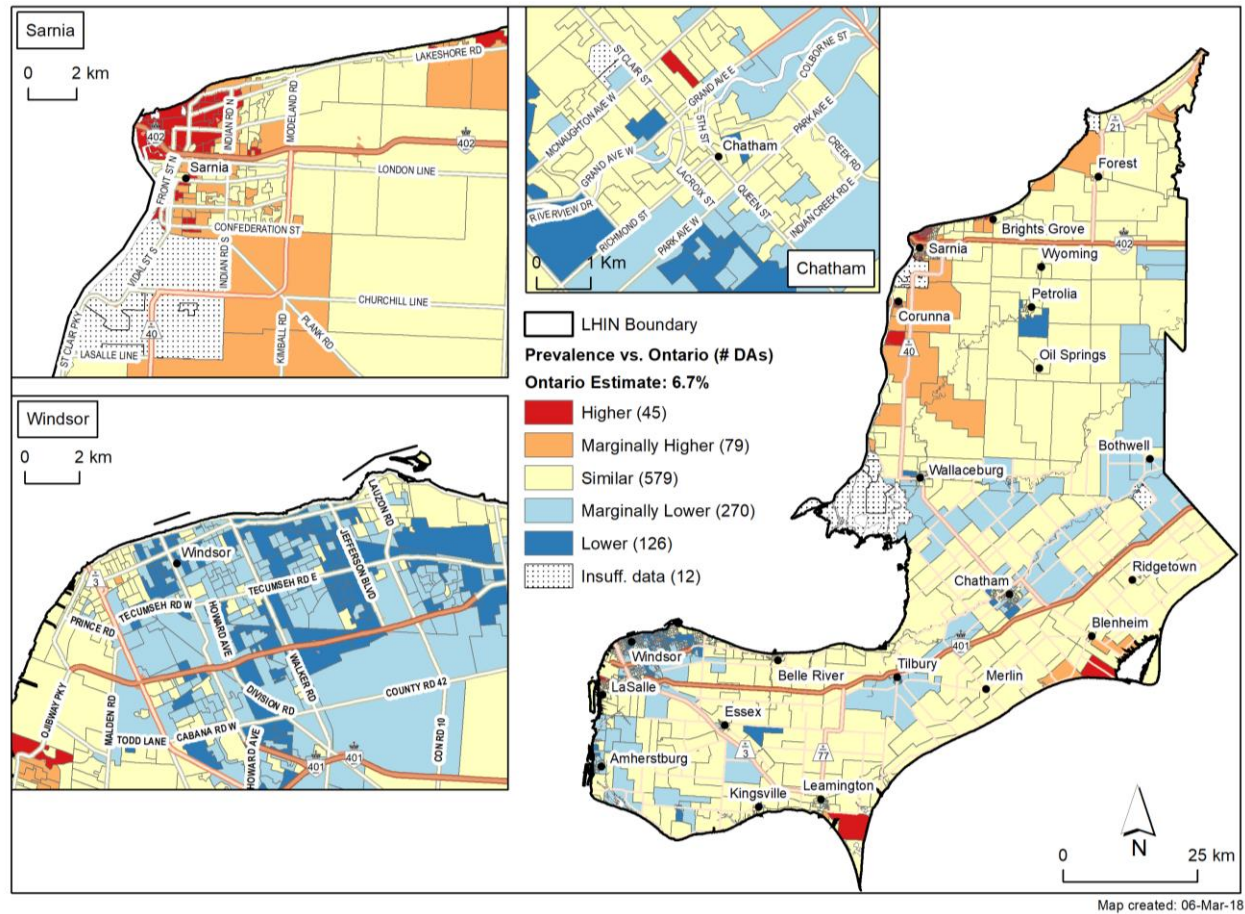 Sarnia
0 2 km
LAKESHORE RD
INDIAN RD N
MODELAND RD
402
402
LONDON LINE
Sarnia
FRONT ST N
CONFEDERATION ST
VIDAL ST S
INDIAN RD S
CHURCHILL LINE
40
PLANK RD
KIMBALL RD
ST CLAIR PKY
LASALLE LINE
ST CLAIR ST
COLBORNE ST
GRAND AVE E
MCNAUGHTON AVE W
5TH ST
PARK AVE E
Chatham
GRAND AVE W
CREEK RD
LACROIX ST
QUEEN ST
RIVERVIEW DR
RICHMOND ST
PARK AVE W
INDIAN CREEK RD E
0 1 Km
Chatham
LHIN Boundary
Prevalence vs. Ontario (# DAs)
Ontario Estimate: 6.7%
Higher (45)
Marginally Higher (79)
Similar (579)
Marginally Lower (270)
Lower (126)
Insuff. data (12)
Windsor
0 2 km
LAUZON RD
JEFFERSON BLVD
Windsor
3
TECUMSEH RD E
TECUMSEH RD W
PRINCE RD
HOWARD AVE
WALKER RD
COUNTY RD 42
DIVISION RD
OJIBWAY PKY
MALDEN RD
TODD LANE
CABANA RD W
HOWARD AVE
401
401
CON RD 10
21
Forest
Brights Grove
Sarnia
402
Wyoming
Petrolia
Corunna
40
Oil Springs
Bothwell
Wallaceburg
Ridgetown
Chatham
Blenheim
401
Windsor
Belle River
Tilbury
Merlin
LaSalle
Essex
3
77
Amherstburg
Kingsville
Leamington
N
0 25 km
Map created: 06-Mar-18